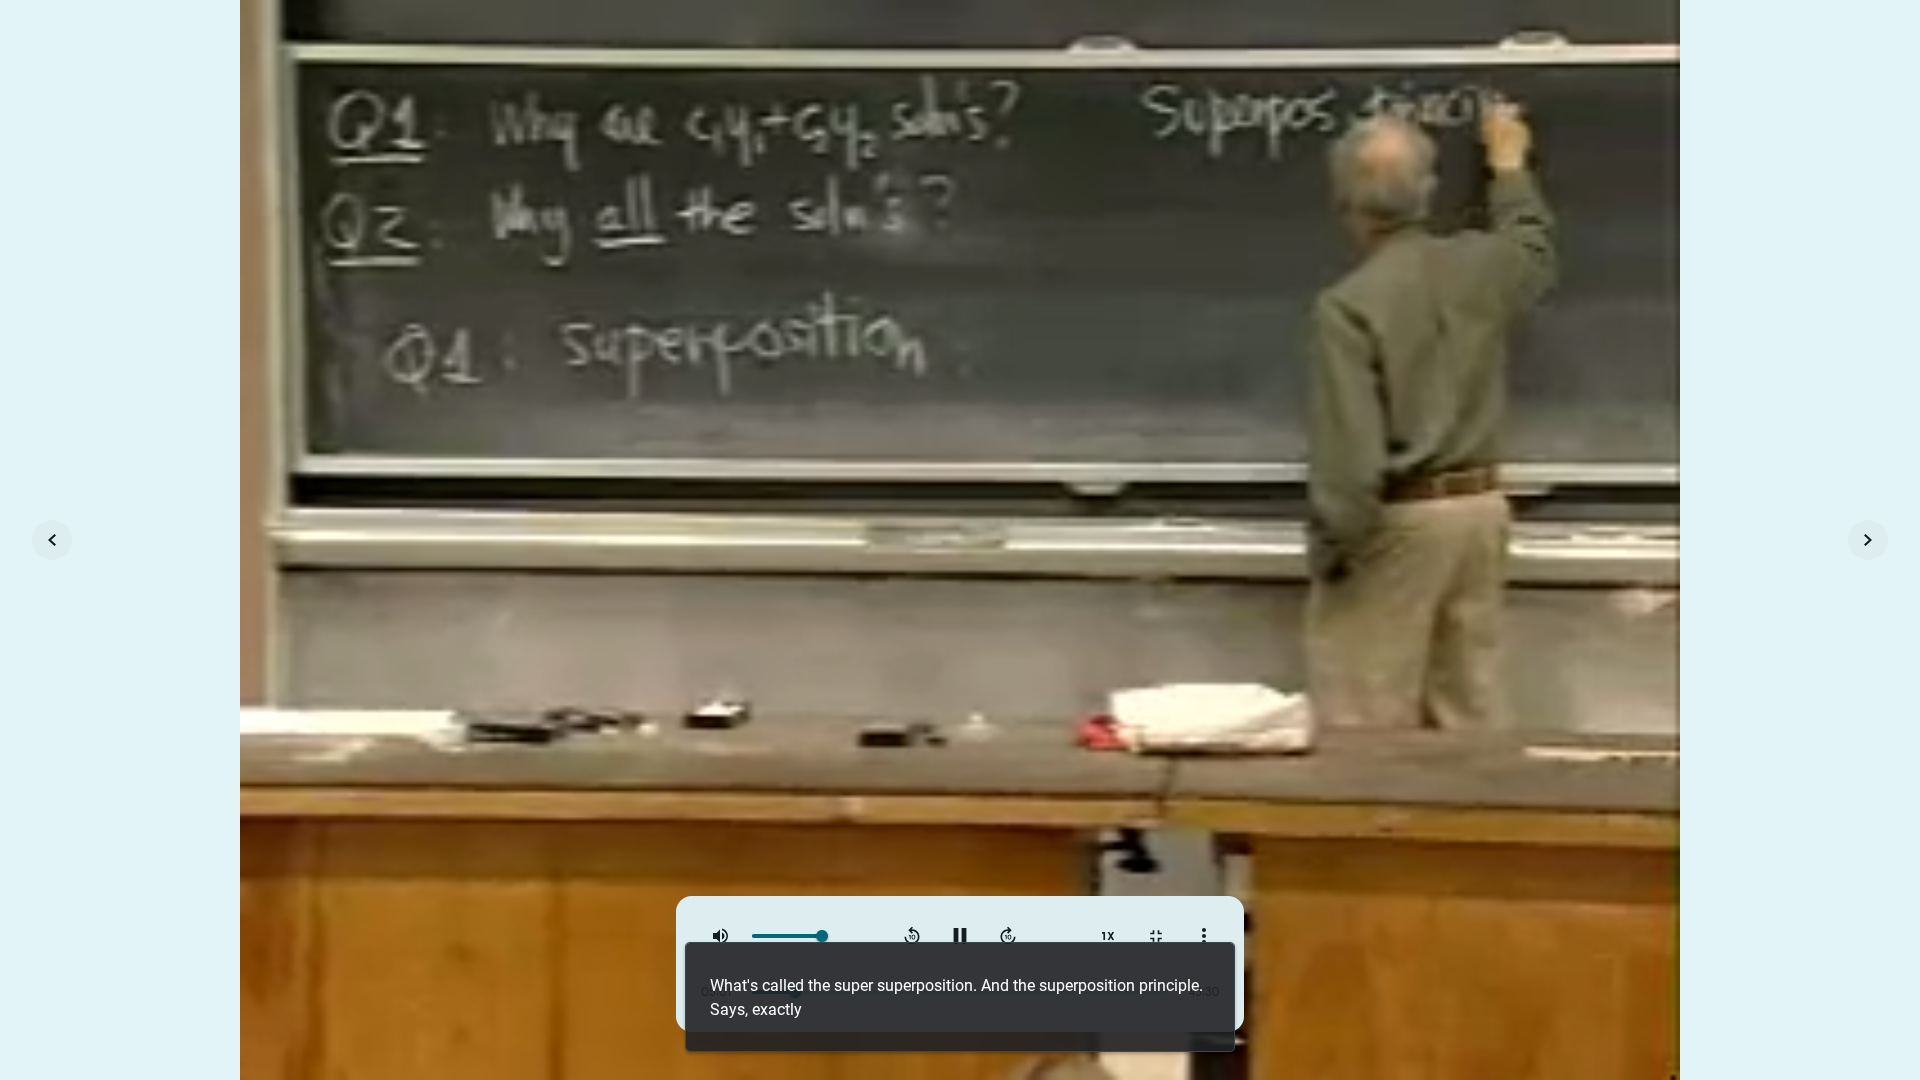 Q1: Why are c₁y₁+c₂y₂ soln's?
Q2: Why all the soln's?
Q1: superposition
Superpos. princip
1X
What's called the super superposition. And the superposition principle.
Says, exactly